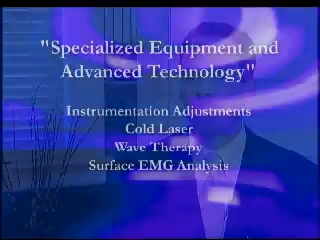 "Specialized Equipment and
Advanced Technology"
Instrumentation Adjustments
Cold Laser
Wave Therapy
Surface EMG Analysis